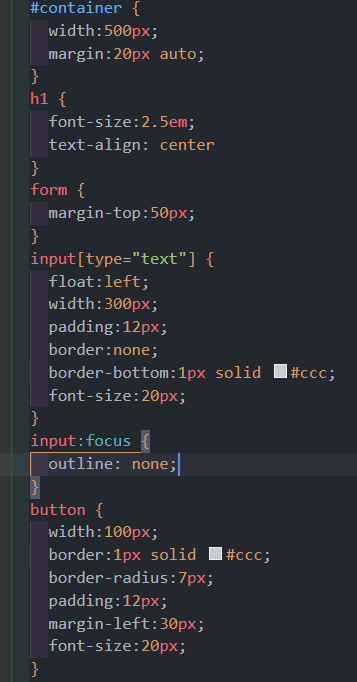 #container {
width:500px;
margin:20px auto;
}
h1 {
font-size:2.5em;
text-align: center
}
form {
margin-top:50px;
}
input[type="text"] {
float:left;
width:300px;
padding:12px;
border:none;
border-bottom:1px solid #ccc;
font-size:20px;
}
input:focus {
outline: none;
}
button {
width:100px;
border:1px solid #ccc;
border-radius:7px;
padding:12px;
margin-left:30px;
font-size:20px;
}